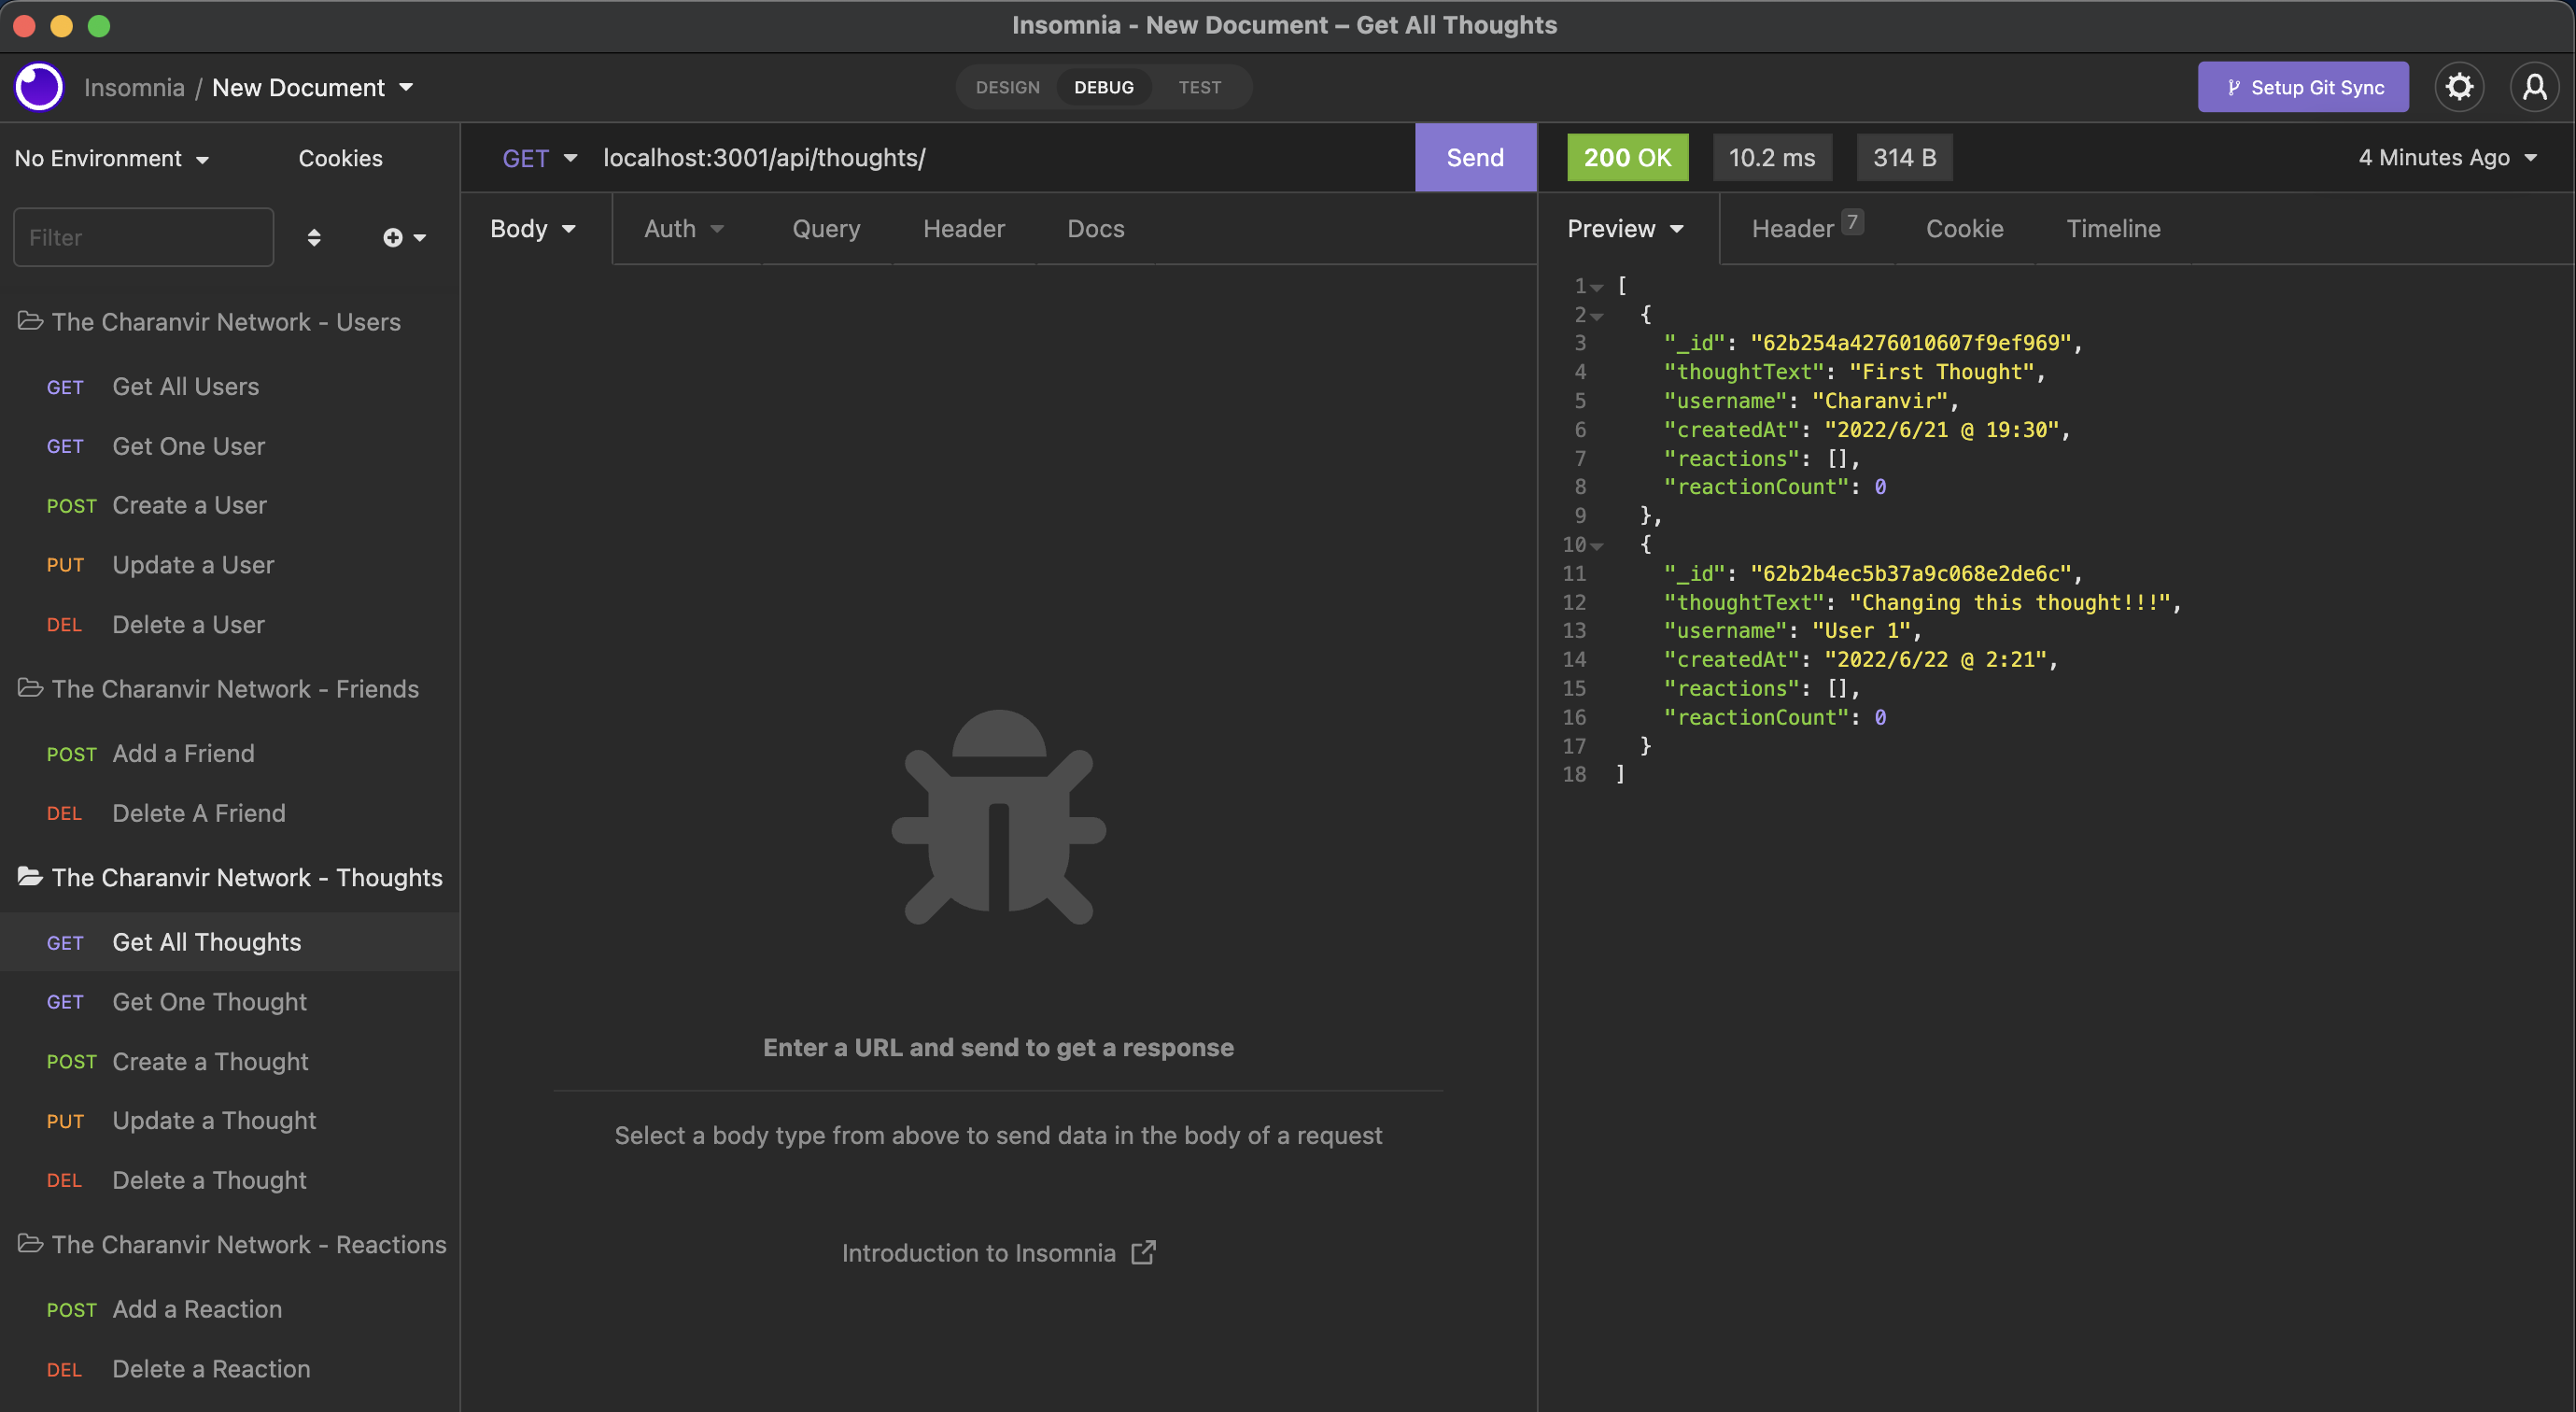 Insomnia - New Document – Get All Thoughts
Insomnia / New Document
DESIGN DEBUG TEST
Setup Git Sync
No Environment Cookies
Filter
The Charanvir Network - Users
GET Get All Users
GET Get One User
POST Create a User
PUT Update a User
DEL Delete a User
The Charanvir Network - Friends
POST Add a Friend
DEL Delete A Friend
The Charanvir Network - Thoughts
GET Get All Thoughts
GET Get One Thought
POST Create a Thought
PUT Update a Thought
DEL Delete a Thought
The Charanvir Network - Reactions
POST Add a Reaction
DEL Delete a Reaction
GET localhost:3001/api/thoughts/ Send
Body Auth Query Header Docs
Enter a URL and send to get a response
Select a body type from above to send data in the body of a request
Introduction to Insomnia
200 OK 10.2 ms 314 B 4 Minutes Ago
Preview Header 7 Cookie Timeline
1 [
2 {
3 "_id": "62b254a4276010607f9ef969",
4 "thoughtText": "First Thought",
5 "username": "Charanvir",
6 "createdAt": "2022/6/21 @ 19:30",
7 "reactions": [],
8 "reactionCount": 0
9 },
10 {
11 "_id": "62b2b4ec5b37a9c068e2de6c",
12 "thoughtText": "Changing this thought!!!",
13 "username": "User 1",
14 "createdAt": "2022/6/22 @ 2:21",
15 "reactions": [],
16 "reactionCount": 0
17 }
18 ]